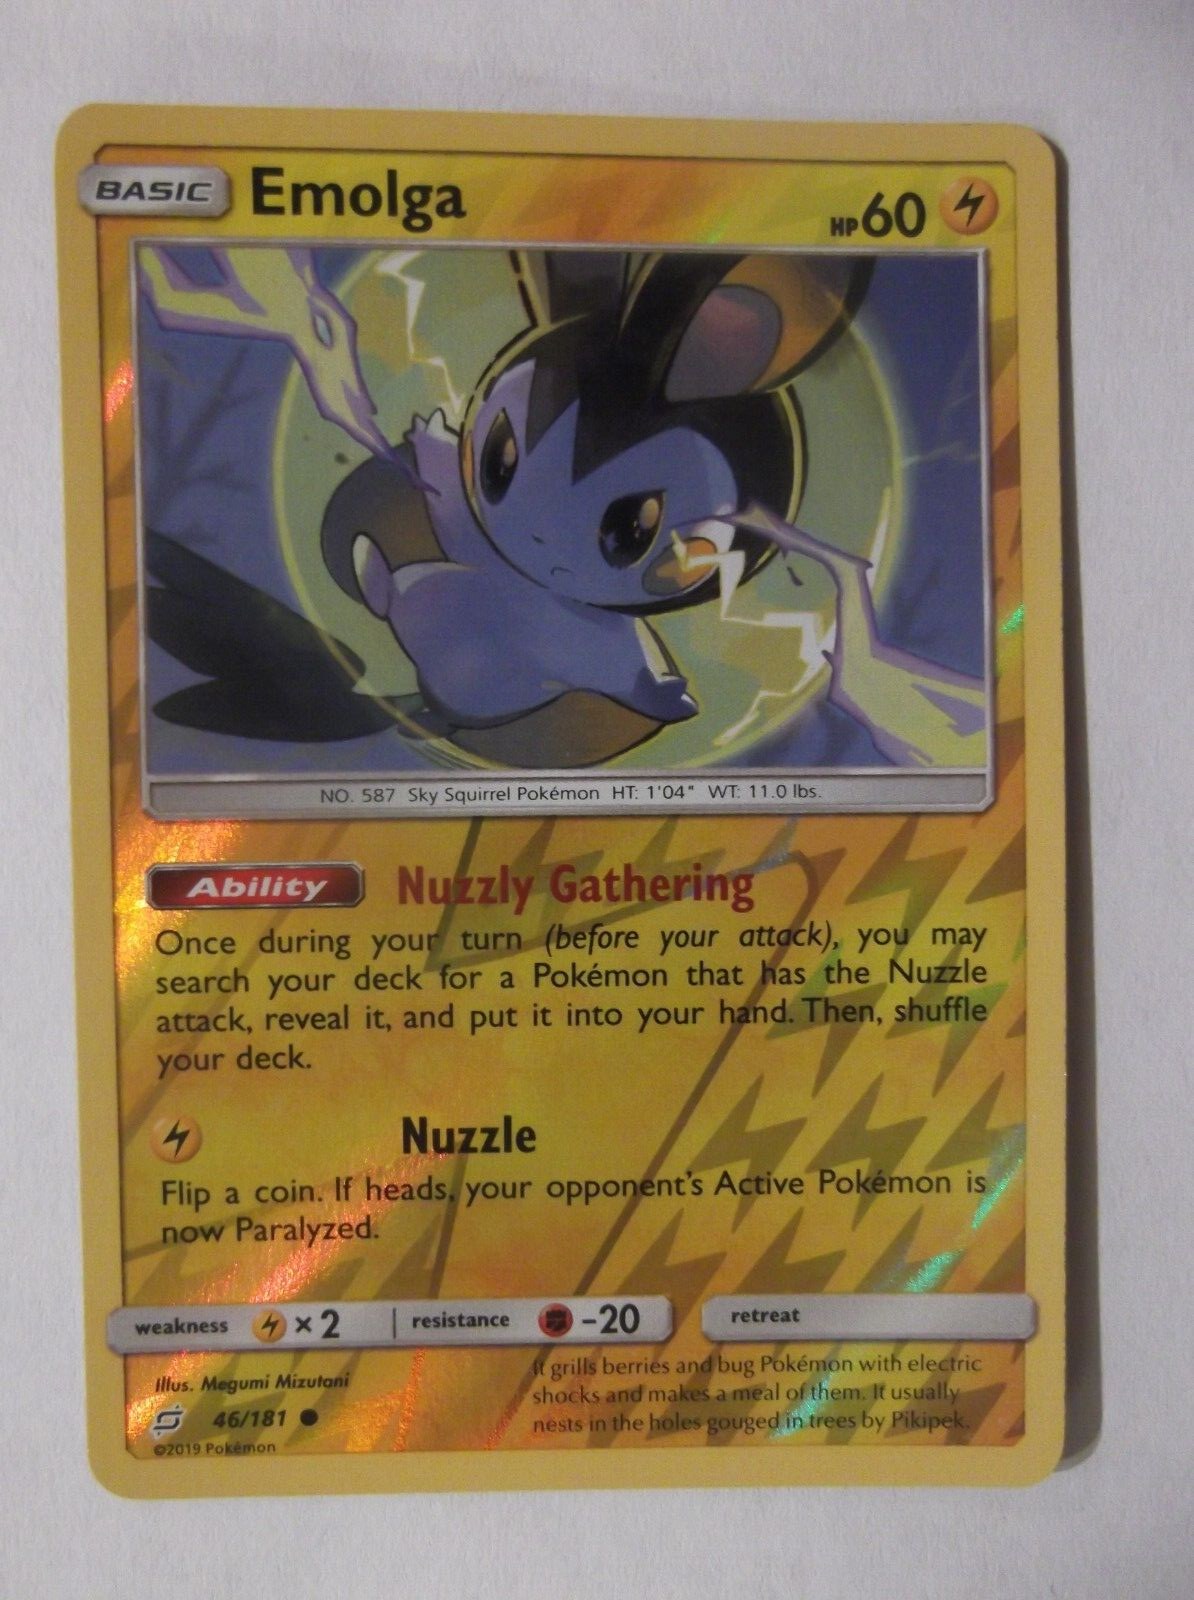 BASIC Emolga HP 60
NO. 587 Sky Squirrel Pokémon HT: 1'04" WT: 11.0 lbs.
Ability Nuzzly Gathering
Once during your turn (before your attack), you may
search your deck for a Pokémon that has the Nuzzle
attack, reveal it, and put it into your hand. Then, shuffle
your deck.
Nuzzle
Flip a coin. If heads, your opponent's Active Pokémon is
now Paralyzed.
weakness × 2 resistance -20 retreat
Illus. Megumi Mizutani
46/181
©2019 Pokémon
It grills berries and bug Pokémon with electric
shocks and makes a meal of them. It usually
nests in the holes gouged in trees by Pikipek.